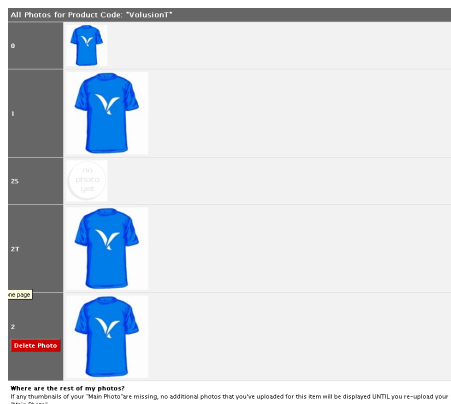 All Photos for Product Code: "VolusionT"
0
1
no
photo
yet
2S
2T
one page
2
Delete Photo
Where are the rest of my photos?
If any thumbnails of your "Main Photo"are missing, no additional photos that you've uploaded for this item will be displayed UNTIL you re-upload your